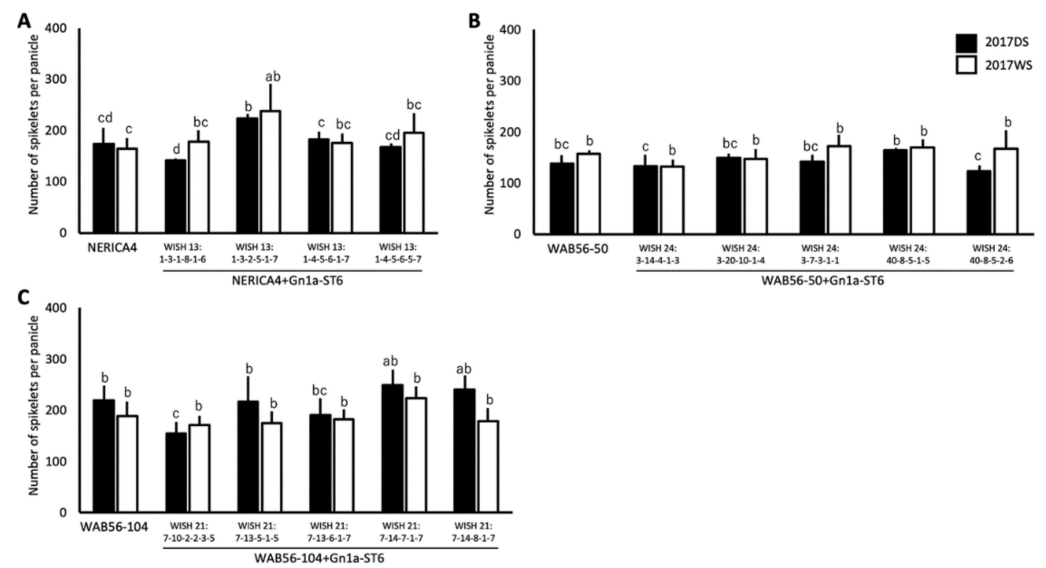 A
Number of spikelets per panicle
400
300
200
100
0
cd
c
d
bc
b
ab
c
bc
cd
bc
NERICA4
WISH 13:
1-3-1-8-1-6
WISH 13:
1-3-2-5-1-7
WISH 13:
1-4-5-6-1-7
WISH 13:
1-4-5-6-5-7
NERICA4+Gn1a-ST6
B
Number of spikelets per panicle
400
300
200
100
0
2017DS
2017WS
bc
b
c
b
bc
b
bc
b
b
b
c
b
WAB56-50
WISH 24:
3-14-4-1-3
WISH 24:
3-20-10-1-4
WISH 24:
3-7-3-1-1
WISH 24:
40-8-5-1-5
WISH 24:
40-8-5-2-6
WAB56-50+Gn1a-ST6
C
Number of spikelets per panicle
400
300
200
100
0
b
b
c
b
b
b
bc
b
ab
b
ab
b
WAB56-104
WISH 21:
7-10-2-2-3-5
WISH 21:
7-13-5-1-5
WISH 21:
7-13-6-1-7
WISH 21:
7-14-7-1-7
WISH 21:
7-14-8-1-7
WAB56-104+Gn1a-ST6